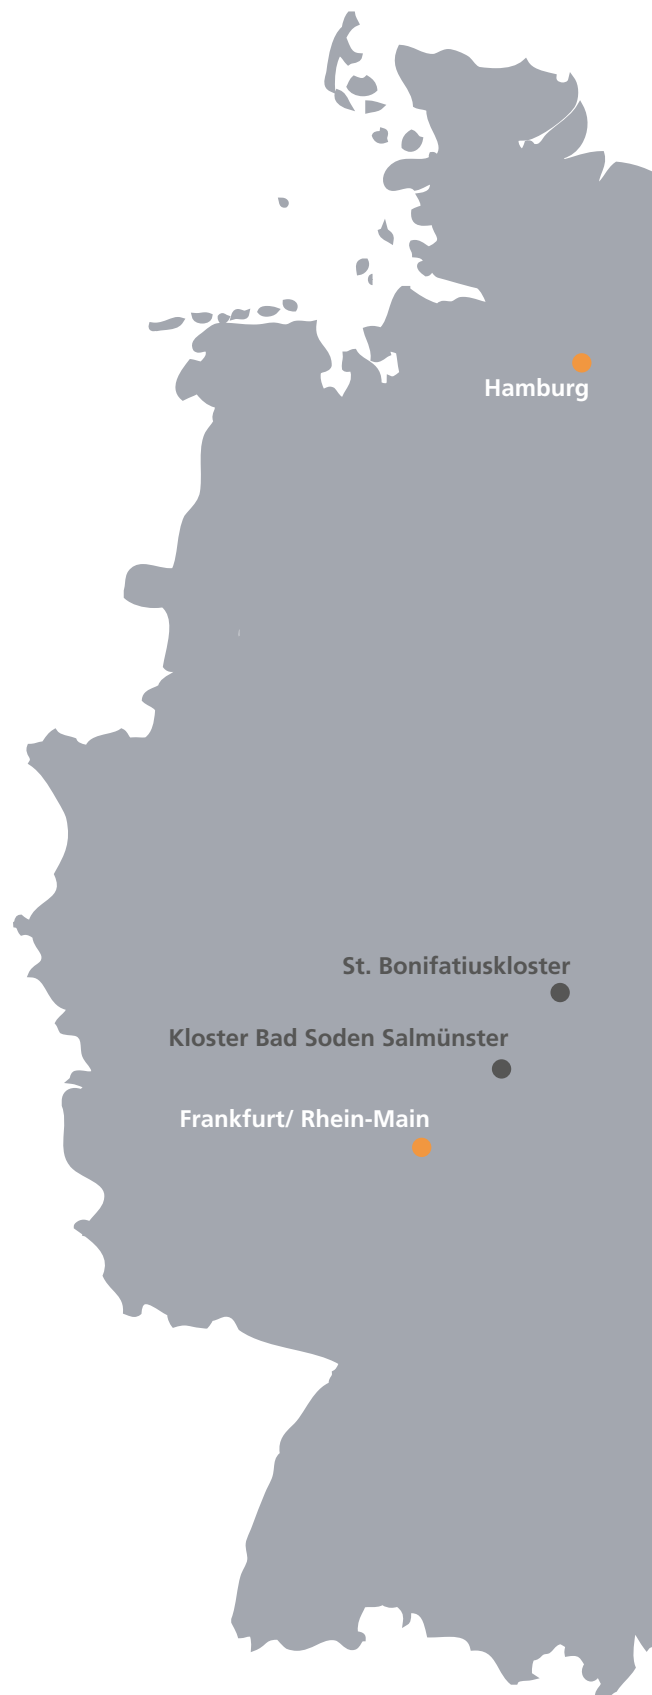 Hamburg
St. Bonifatiuskloster
Kloster Bad Soden Salmünster
Frankfurt/ Rhein-Main